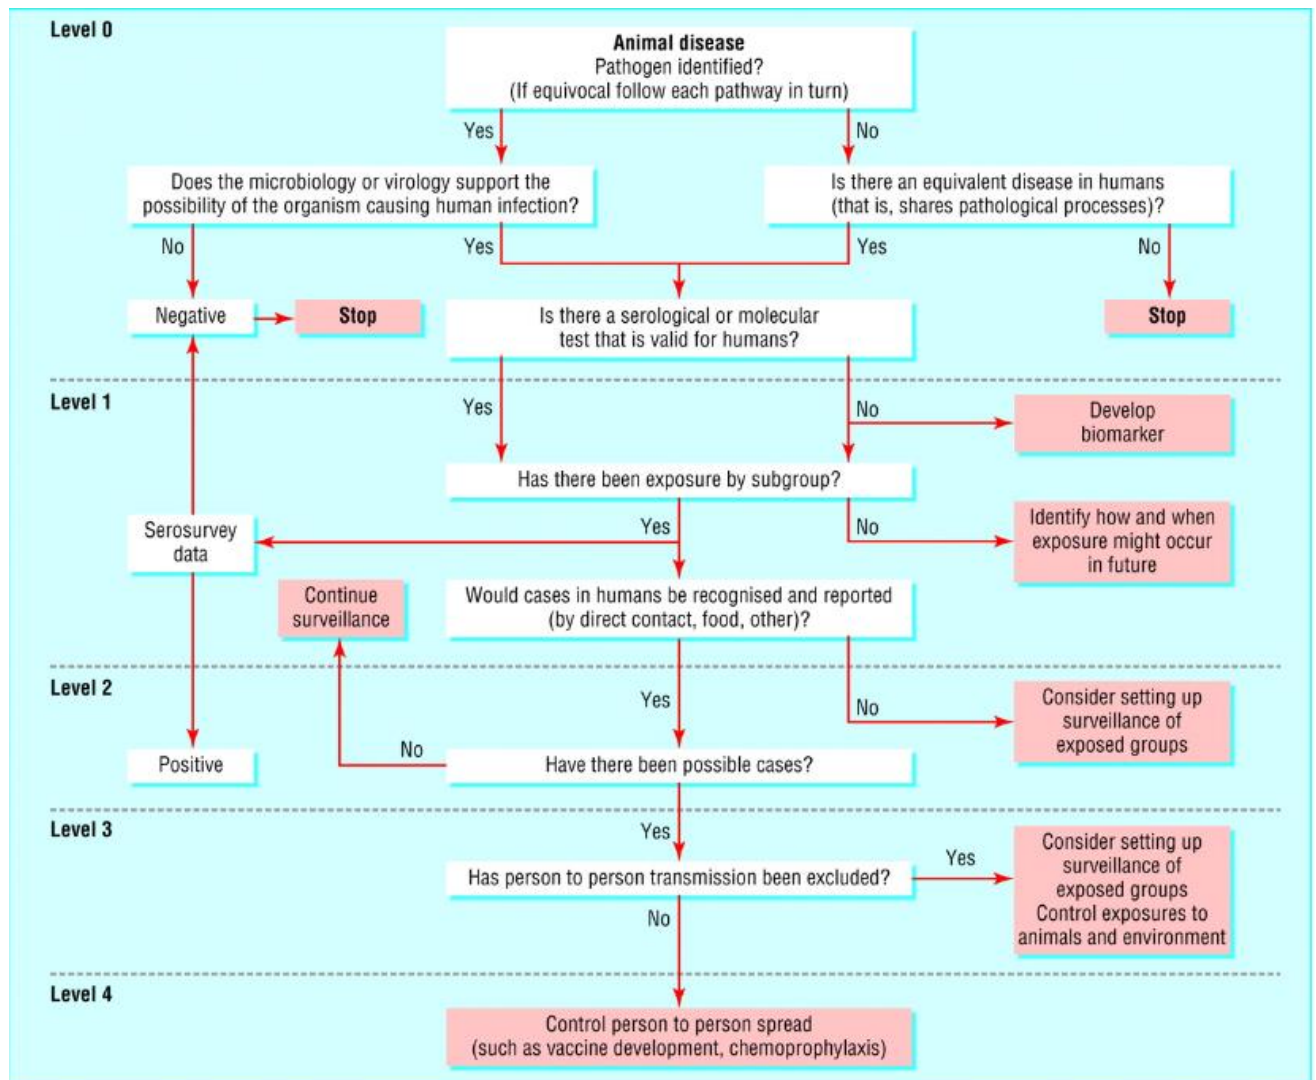 Level 0
Animal disease
Pathogen identified?
(If equivocal follow each pathway in turn)
Yes
No
Does the microbiology or virology support the
possibility of the organism causing human infection?
Is there an equivalent disease in humans
(that is, shares pathological processes)?
No
Yes
Yes
No
Negative
Stop
Is there a serological or molecular
test that is valid for humans?
Stop
Level 1
Yes
No
Develop
biomarker
Has there been exposure by subgroup?
Serosurvey
data
Yes
No
Identify how and when
exposure might occur
in future
Continue
surveillance
Would cases in humans be recognised and reported
(by direct contact, food, other)?
Level 2
Yes
No
Consider setting up
surveillance of
exposed groups
Positive
No
Have there been possible cases?
Level 3
Yes
Has person to person transmission been excluded?
Yes
Consider setting up
surveillance of
exposed groups
Control exposures to
animals and environment
No
Level 4
Control person to person spread
(such as vaccine development, chemoprophylaxis)